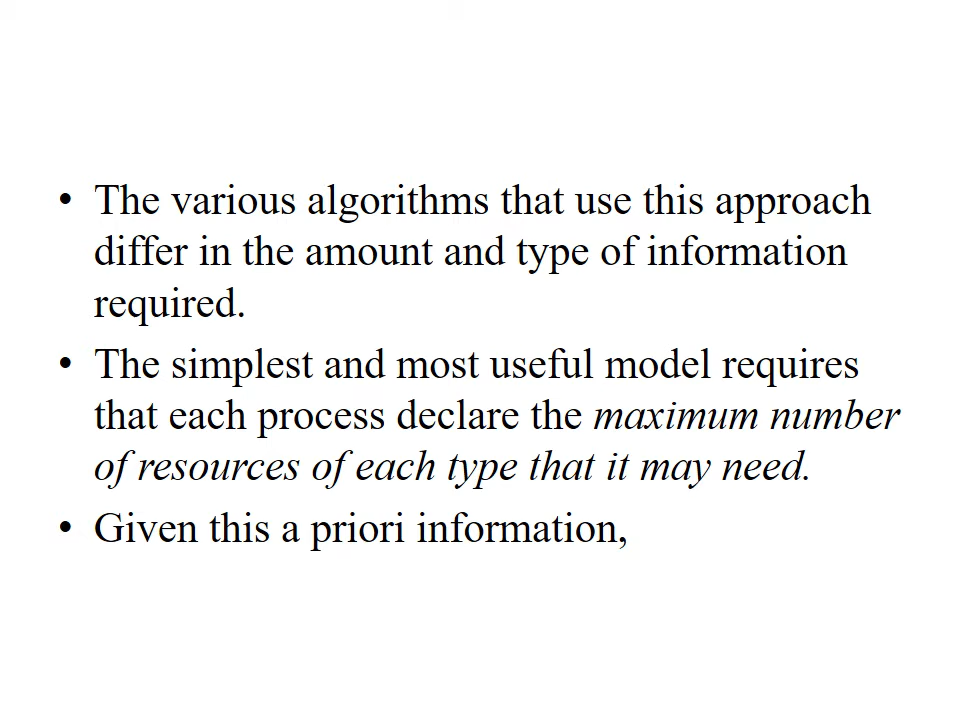 • The various algorithms that use this approach
differ in the amount and type of information
required.
• The simplest and most useful model requires
that each process declare the maximum number
of resources of each type that it may need.
• Given this a priori information,